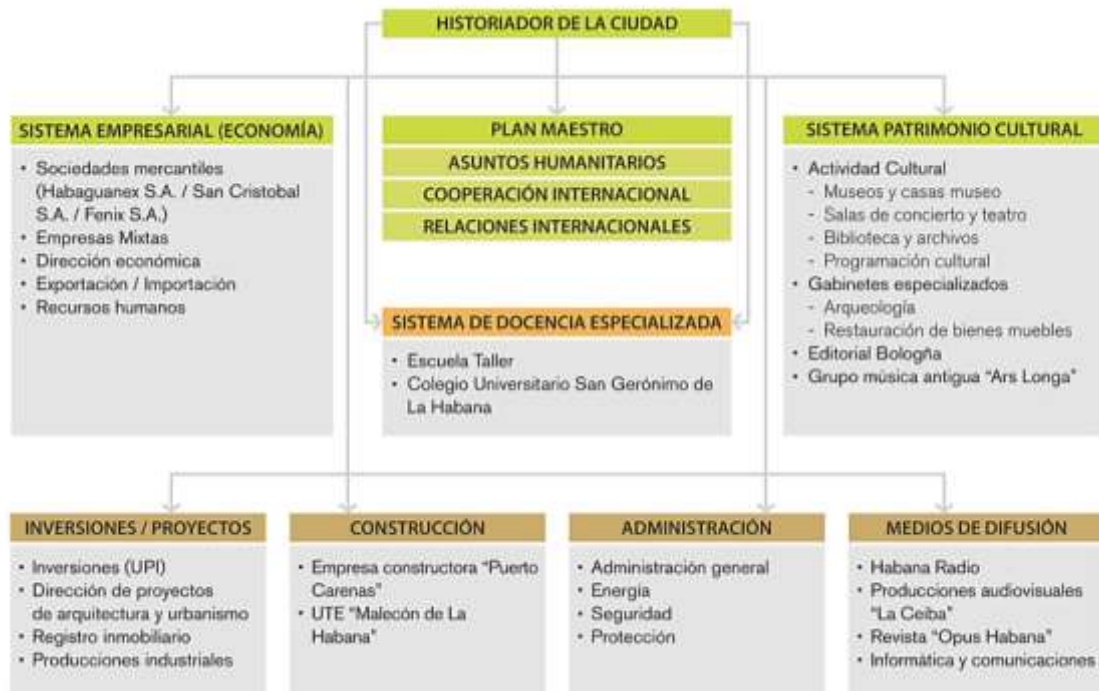 HISTORIADOR DE LA CIUDAD
SISTEMA EMPRESARIAL (ECONOMÍA)
• Sociedades mercantiles
(Habaguanex S.A. / San Cristobal
S.A. / Fenix S.A.)
• Empresas Mixtas
• Dirección económica
• Exportación / Importación
• Recursos humanos
PLAN MAESTRO
ASUNTOS HUMANITARIOS
COOPERACIÓN INTERNACIONAL
RELACIONES INTERNACIONALES
SISTEMA DE DOCENCIA ESPECIALIZADA
• Escuela Taller
• Colegio Universitario San Gerónimo de
La Habana
SISTEMA PATRIMONIO CULTURAL
• Actividad Cultural
- Museos y casas museo
- Salas de concierto y teatro
- Biblioteca y archivos
- Programación cultural
• Gabinetes especializados
- Arqueología
- Restauración de bienes muebles
• Editorial Bologña
• Grupo música antigua “Ars Longa”
INVERSIONES / PROYECTOS
• Inversiones (UPI)
• Dirección de proyectos
de arquitectura y urbanismo
• Registro inmobiliario
• Producciones industriales
CONSTRUCCIÓN
• Empresa constructora “Puerto
Carenas”
• UTE “Malecón de La
Habana”
ADMINISTRACIÓN
• Administración general
• Energía
• Seguridad
• Protección
MEDIOS DE DIFUSIÓN
• Habana Radio
• Producciones audiovisuales
“La Ceiba”
• Revista “Opus Habana”
• Informática y comunicaciones